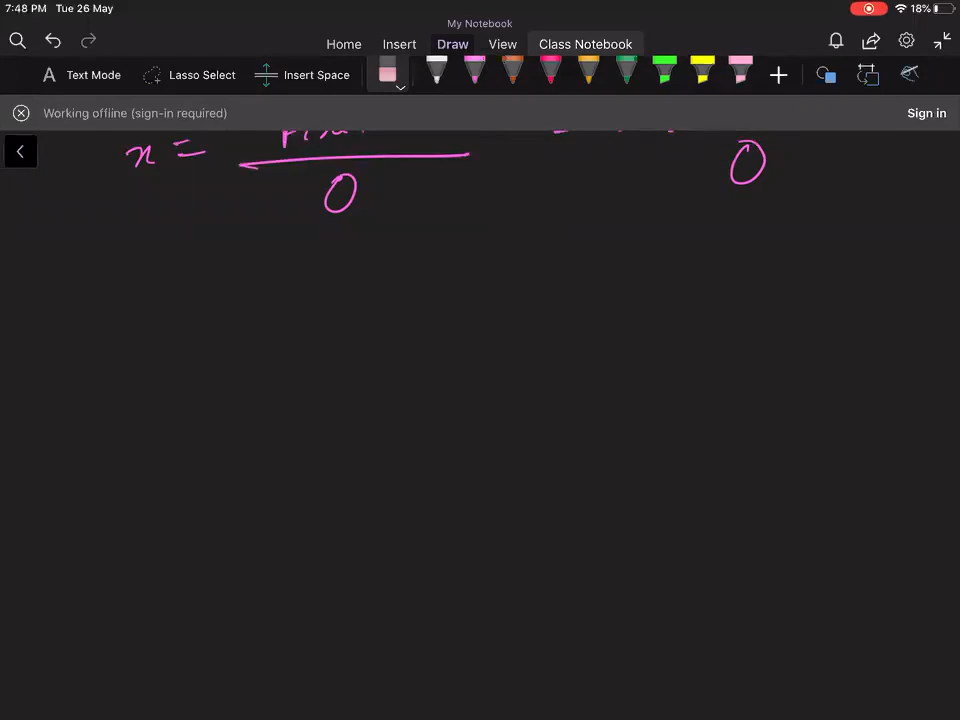 7:48 PM Tue 26 May
18%
My Notebook
Home Insert Draw View Class Notebook
A Text Mode Lasso Select Insert Space
Working offline (sign-in required) Sign in
x =
0
0